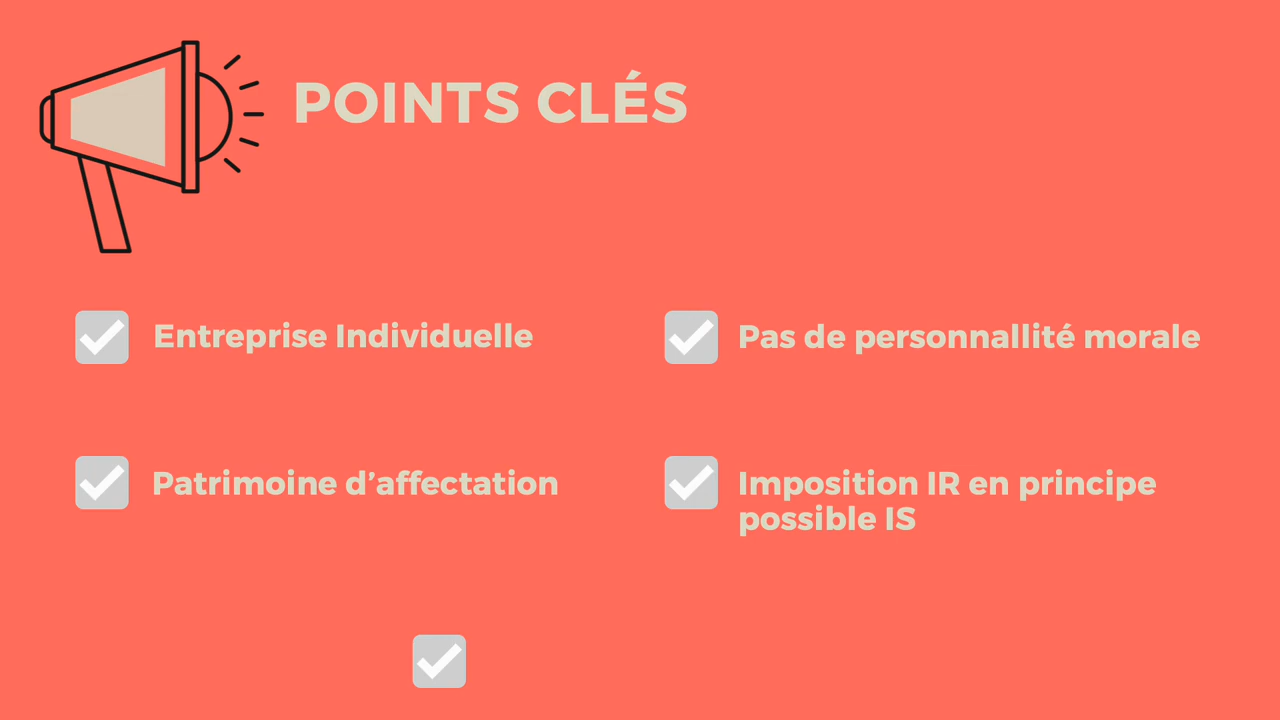 POINTS CLÉS
Entreprise Individuelle
Pas de personnallité morale
Patrimoine d’affectation
Imposition IR en principe
possible IS